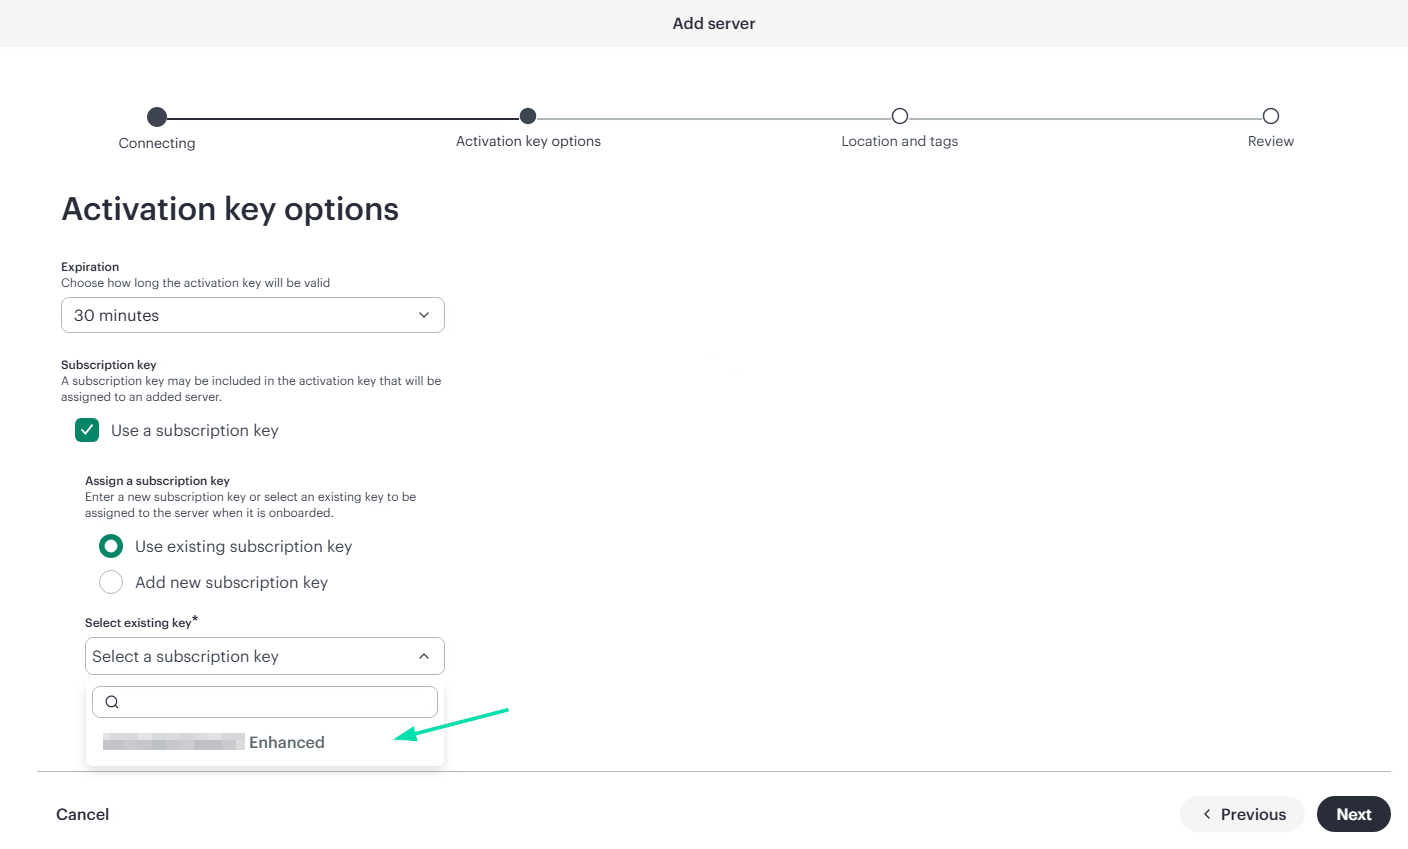 Add server
Connecting
Activation key options
Location and tags
Review
Activation key options
Expiration
Choose how long the activation key will be valid
30 minutes
Subscription key
A subscription key may be included in the activation key that will be
assigned to an added server.
Use a subscription key
Assign a subscription key
Enter a new subscription key or select an existing key to be
assigned to the server when it is onboarded.
Use existing subscription key
Add new subscription key
Select existing key*
Select a subscription key
Enhanced
Cancel
Previous
Next